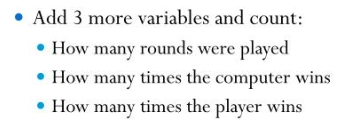 • Add 3 more variables and count:
• How many rounds were played
• How many times the computer wins
• How many times the player wins